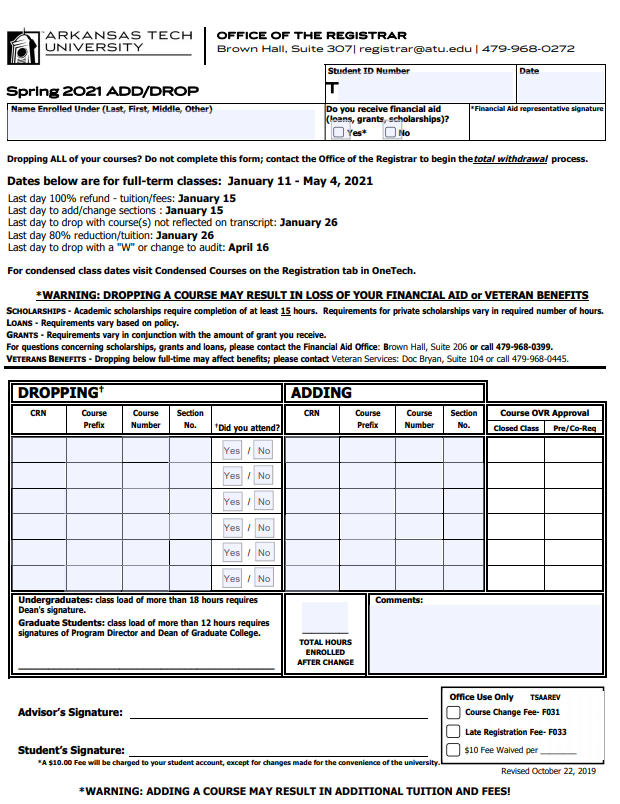 ARKANSAS TECH
UNIVERSITY
OFFICE OF THE REGISTRAR
Brown Hall, Suite 307| registrar@atu.edu | 479-968-0272
Spring 2021 ADD/DROP
Student ID Number
T
Date
Name Enrolled Under (Last, First, Middle, Other)
Do you receive financial aid
(loans, grants, scholarships)?
Yes* No
*Financial Aid representative signature
Dropping ALL of your courses? Do not complete this form; contact the Office of the Registrar to begin the total withdrawal process.
Dates below are for full-term classes: January 11 - May 4, 2021
Last day 100% refund - tuition/fees: January 15
Last day to add/change sections : January 15
Last day to drop with course(s) not reflected on transcript: January 26
Last day 80% reduction/tuition: January 26
Last day to drop with a "W" or change to audit: April 16
For condensed class dates visit Condensed Courses on the Registration tab in OneTech.
*WARNING: DROPPING A COURSE MAY RESULT IN LOSS OF YOUR FINANCIAL AID or VETERAN BENEFITS
SCHOLARSHIPS - Academic scholarships require completion of at least 15 hours. Requirements for private scholarships vary in required number of hours.
LOANS - Requirements vary based on policy.
GRANTS - Requirements vary in conjunction with the amount of grant you receive.
For questions concerning scholarships, grants and loans, please contact the Financial Aid Office: Brown Hall, Suite 206 or call 479-968-0399.
VETERANS BENEFITS - Dropping below full-time may affect benefits; please contact Veteran Services: Doc Bryan, Suite 104 or call 479-968-0445.
DROPPING† ADDING
CRN Course Prefix Course Number Section No. †Did you attend? CRN Course Prefix Course Number Section No. Course OVR Approval
Closed Class Pre/Co-Req
Yes / No
Yes / No
Yes / No
Yes / No
Yes / No
Yes / No
Undergraduates: class load of more than 18 hours requires
Dean's signature.
Graduate Students: class load of more than 12 hours requires
signatures of Program Director and Dean of Graduate College.
TOTAL HOURS
ENROLLED
AFTER CHANGE
Comments:
Advisor's Signature:
Student's Signature:
*A $10.00 Fee will be charged to your student account, except for changes made for the convenience of the university.
Office Use Only TSAAREV
Course Change Fee- F031
Late Registration Fee- F033
$10 Fee Waived per
Revised October 22, 2019
*WARNING: ADDING A COURSE MAY RESULT IN ADDITIONAL TUITION AND FEES!